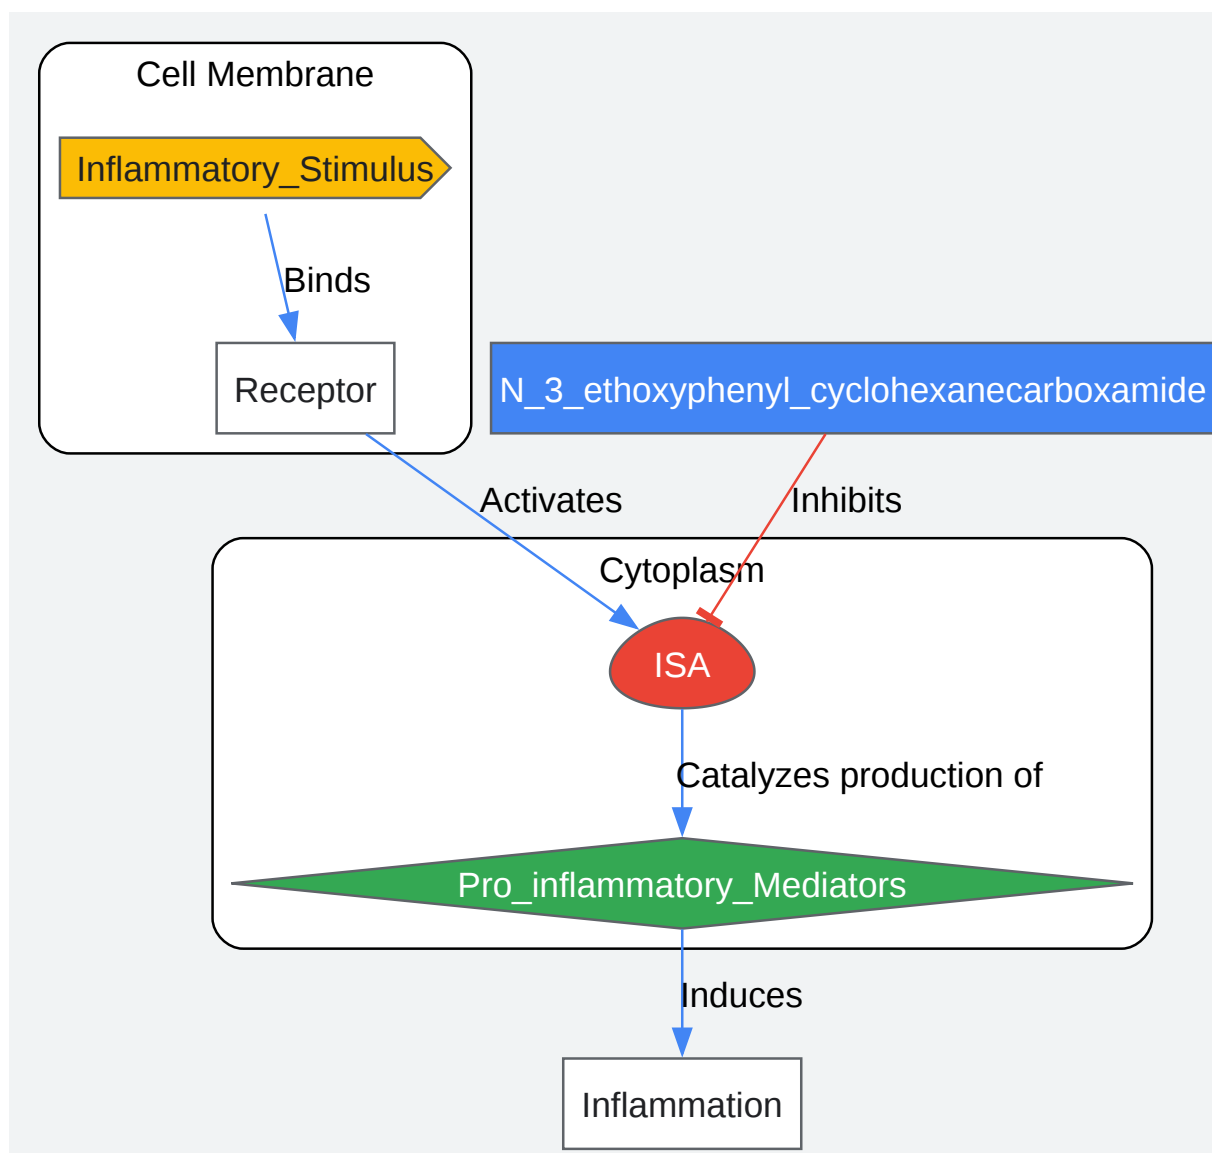 Cell Membrane
Inflammatory_Stimulus
Binds
Receptor
N_3_ethoxyphenyl_cyclohexanecarboxamide
Activates
Inhibits
Cytoplasm
ISA
Catalyzes production of
Pro_inflammatory_Mediators
Induces
Inflammation